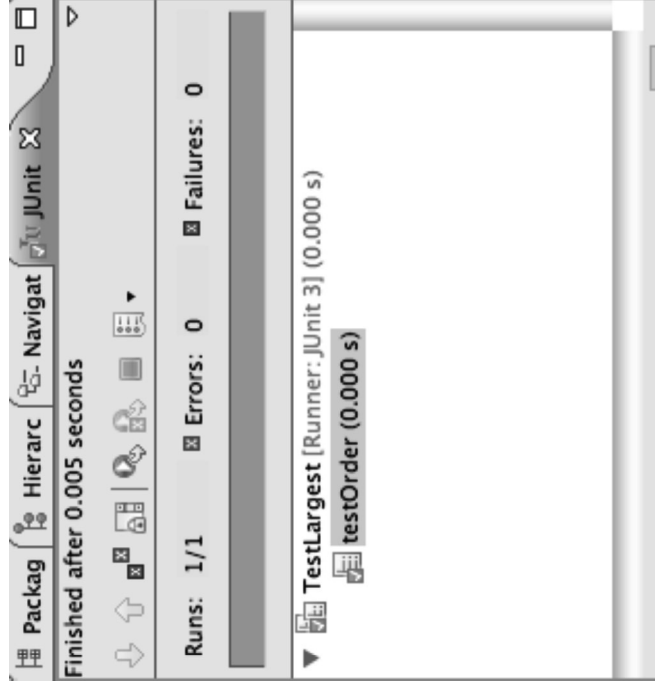 Packag Hierarc Navigat JUnit
Finished after 0.005 seconds
Runs: 1/1 Errors: 0 Failures: 0
TestLargest [Runner: JUnit 3] (0.000 s)
testOrder (0.000 s)